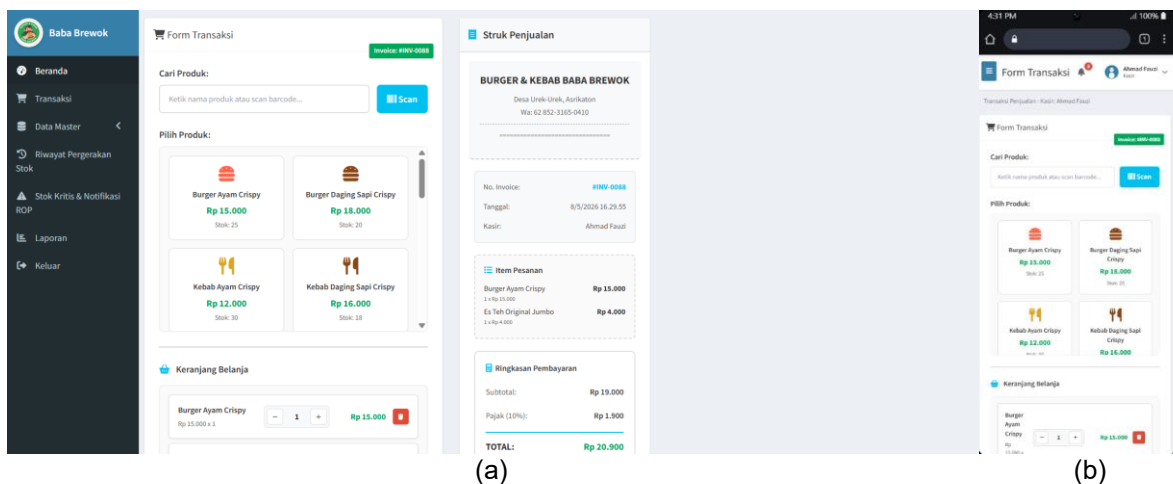 Baba Brewok
Beranda
Transaksi
Data Master
Riwayat Pergerakan
Stok
Stok Kritis & Notifikasi
ROP
Laporan
Keluar
Form Transaksi
Invoice: #INV-0088
Cari Produk:
Ketik nama produk atau scan barcode...
Scan
Pilih Produk:
Burger Ayam Crispy
Rp 15.000
Stok: 25
Burger Daging Sapi Crispy
Rp 18.000
Stok: 20
Kebab Ayam Crispy
Rp 12.000
Stok: 30
Kebab Daging Sapi Crispy
Rp 16.000
Stok: 18
Keranjang Belanja
Burger Ayam Crispy
Rp 15.000 x 1
− 1 +
Rp 15.000
Struk Penjualan
BURGER & KEBAB BABA BREWOK
Desa Urek-Urek, Asrikaton
Wa: 62 852-3165-0410
No. Invoice: #INV-0088
Tanggal: 8/5/2026 16.29.55
Kasir: Ahmad Fauzi
Item Pesanan
Burger Ayam Crispy Rp 15.000
1 x Rp 15.000
Es Teh Original Jumbo Rp 4.000
1 x Rp 4.000
Ringkasan Pembayaran
Subtotal: Rp 19.000
Pajak (10%): Rp 1.900
TOTAL: Rp 20.900
(a)
4:31 PM
100%
1
Form Transaksi
Ahmad Fauzi
Kasir
Transaksi Penjualan - Kasir: Ahmad Fauzi
Form Transaksi
Invoice: #INV-0088
Cari Produk:
Ketik nama produk atau scan barcode...
Scan
Pilih Produk:
Burger Ayam Crispy
Rp 15.000
Stok: 25
Burger Daging Sapi
Crispy
Rp 18.000
Stok: 20
Kebab Ayam Crispy
Rp 12.000
Kebab Daging Sapi
Crispy
Rp 16.000
Keranjang Belanja
Burger
Ayam
Crispy
Rp
− 1 +
Rp 15.000
(b)